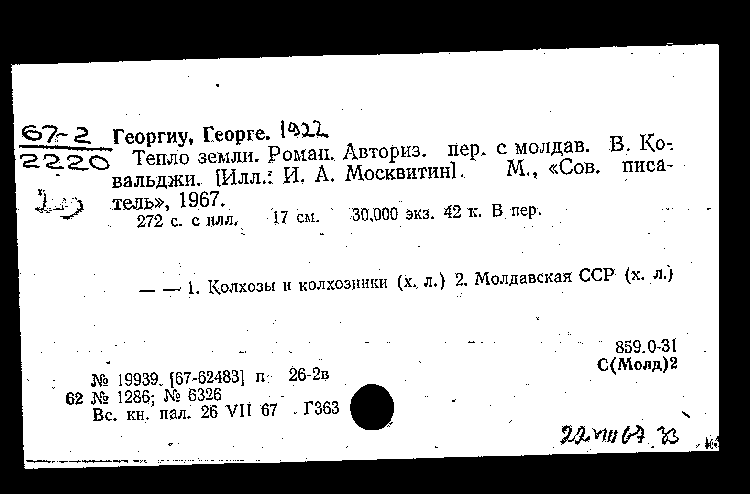 67-2
2220
Георгиу, Георге. 1922
Тепло земли. Роман. Авториз. пер. с молдав. В. Ко-
вальджи. [Илл.: И. А. Москвитин]. М., «Сов. писа-
тель», 1967.
272 с. с илл. 17 см. 30.000 экз. 42 к. В пер.
— — 1. Колхозы и колхозники (х. л.) 2. Молдавская ССР (х. л.)
859.0-31
С(Молд)2
№ 19939. [67-62483] п 26-2в
62 № 1286; № 6326
Вс. кн. пал. 26 VII 67 Г363